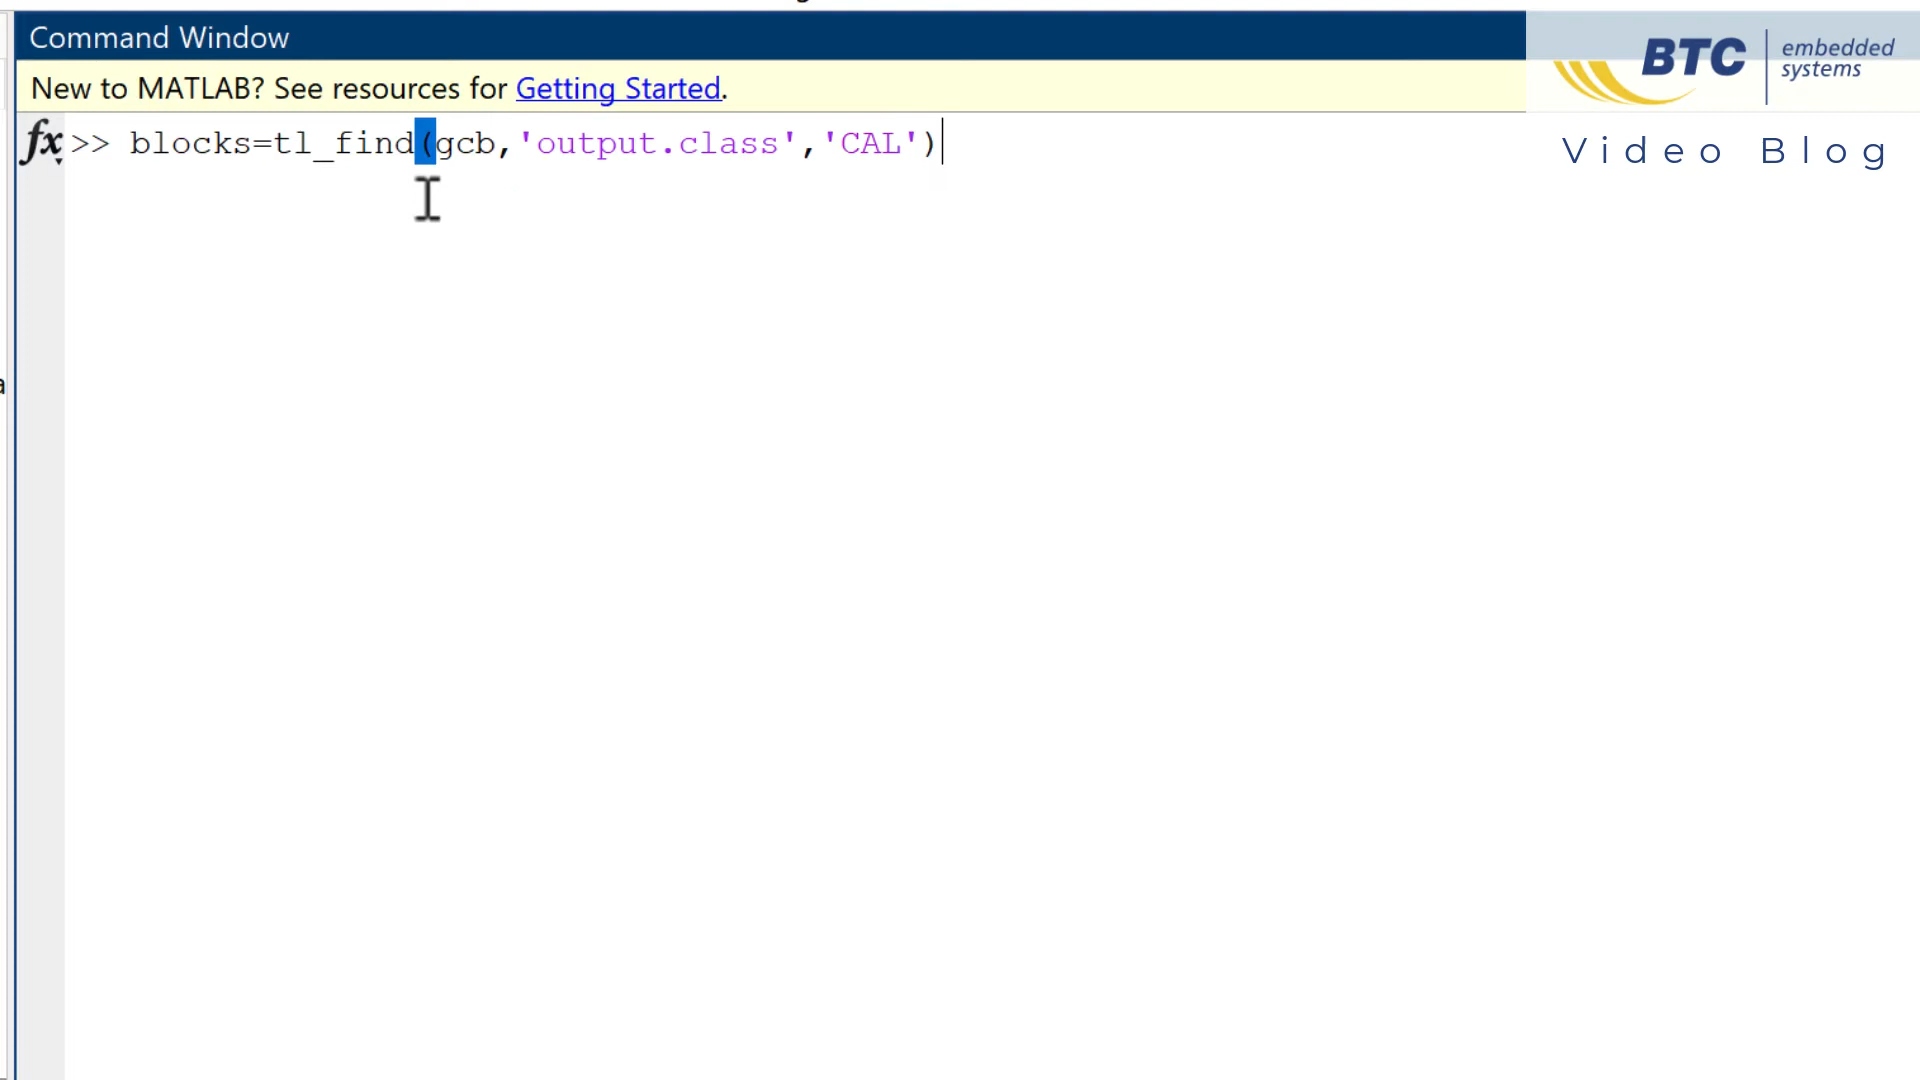 Command Window
New to MATLAB? See resources for Getting Started.
fx >> blocks=tl_find(gcb,'output.class','CAL')
BTC embedded systems
Video Blog
a